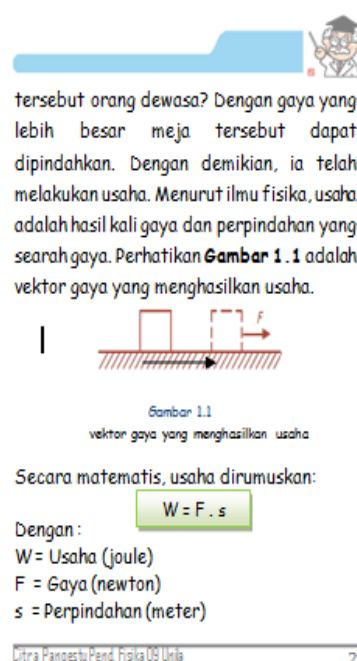 tersebut orang dewasa? Dengan gaya yang
lebih besar meja tersebut dapat
dipindahkan. Dengan demikian, ia telah
melakukan usaha. Menurut ilmu fisika, usaha
adalah hasil kali gaya dan perpindahan yang
searah gaya. Perhatikan Gambar 1.1 adalah
vektor gaya yang menghasilkan usaha.
F
Gambar 1.1
vektor gaya yang menghasilkan usaha
Secara matematis, usaha dirumuskan:
W = F . s
Dengan :
W = Usaha (joule)
F = Gaya (newton)
s = Perpindahan (meter)
Citra Pangestu Pend. Fisika 09 Unila